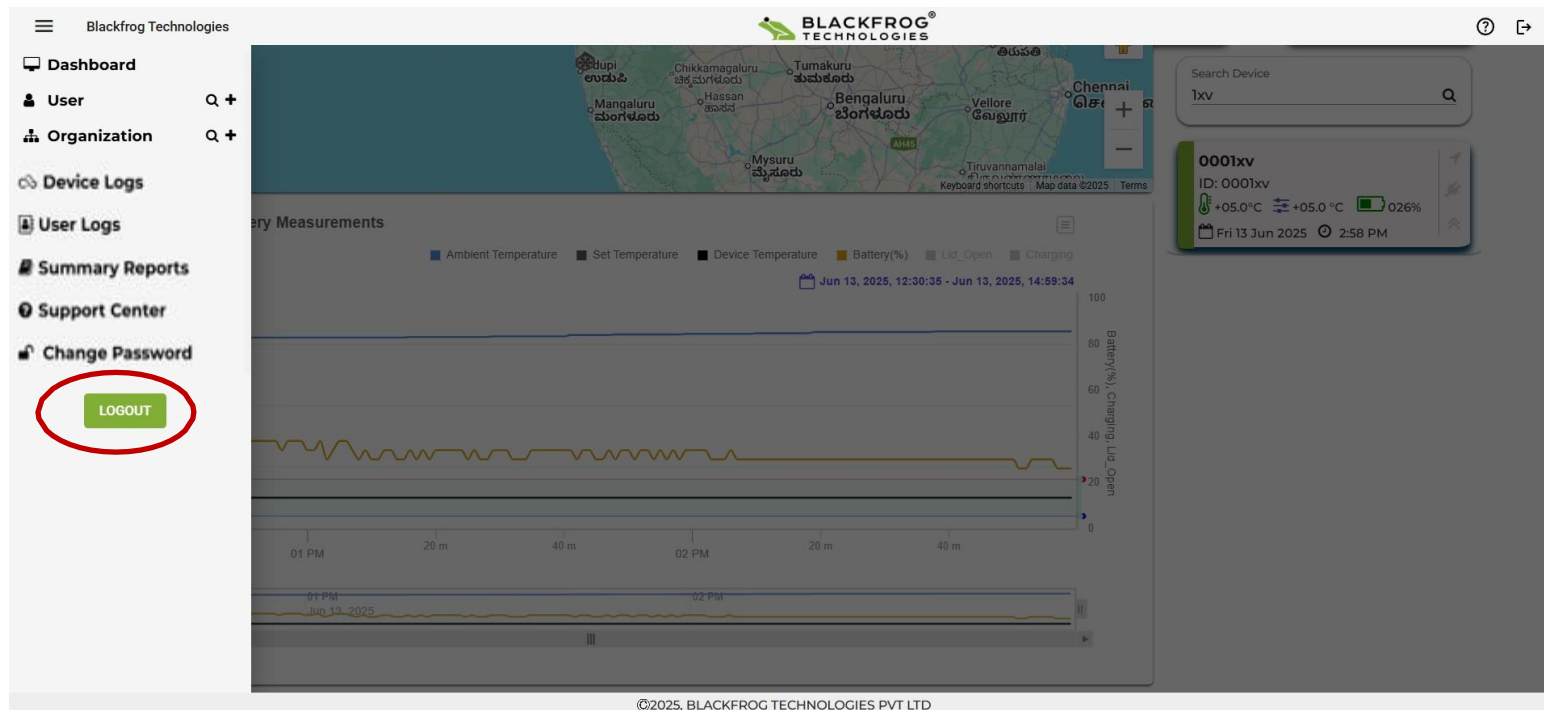 Blackfrog Technologies
BLACKFROG®
TECHNOLOGIES
Dashboard
User
Organization
Device Logs
User Logs
Summary Reports
Support Center
Change Password
LOGOUT
ಉಡುಪಿ
Chikkamagaluru
ಚಿಕ್ಕಮಗಳೂರು
Tumakuru
ತುಮಕೂರು
Hassan
ಹಾಸನ
Mangaluru
ಮಂಗಳೂರು
Bengaluru
ಬೆಂಗಳೂರು
Vellore
வேலூர்
Chennai
Mysuru
ಮೈಸೂರು
AH45
Tiruvannamalai
Keyboard shortcuts
Map data ©2025
Terms
ery Measurements
Ambient Temperature
Set Temperature
Device Temperature
Battery(%)
Lid_Open
Charging
Jun 13, 2025, 12:30:35 - Jun 13, 2025, 14:59:34
100
80
60
40
20
0
Battery(%), Charging, Lid_Open
01 PM
20 m
40 m
02 PM
20 m
40 m
01 PM
02 PM
Jun 13, 2025
Search Device
1xv
0001xv
ID: 0001xv
+05.0°C +05.0 °C 026%
Fri 13 Jun 2025 2:58 PM
©2025, BLACKFROG TECHNOLOGIES PVT LTD